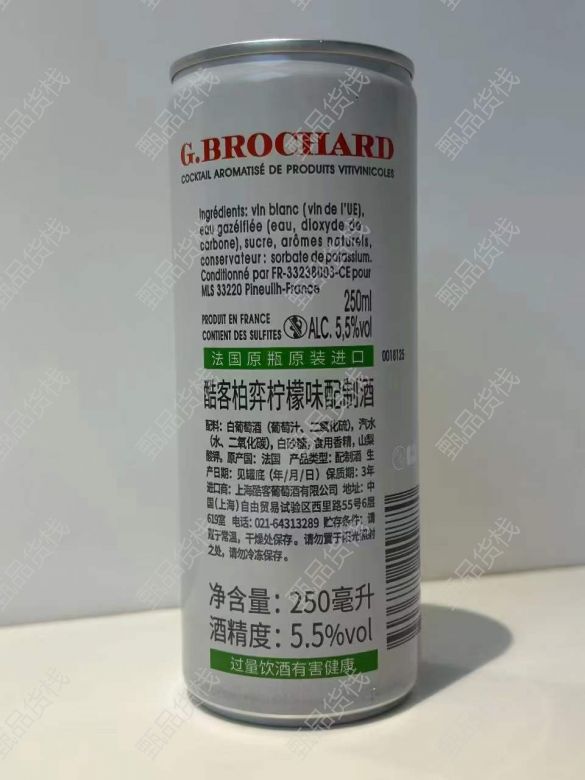 G.BROCHARD
COCKTAIL AROMATISÉ DE PRODUITS VITIVINICOLES
Ingrédients: vin blanc (vin de l'UE),
eau gazéifiée (eau, dioxyde de
carbone), sucre, arômes naturels,
conservateur : sorbate de potassium.
Conditionné par FR-33238003-CE pour
MLS 33220 Pineuilh-France
250ml
PRODUIT EN FRANCE
CONTIENT DES SULFITES
ALC. 5,5%vol
法国原瓶原装进口
0018125
酷客柏弈柠檬味配制酒
配料：白葡萄酒（葡萄汁、二氧化硫），汽水
（水、二氧化碳），白砂糖，食用香精，山梨
酸钾。原产国：法国 产品类型：配制酒 生
产日期：见罐底（年/月/日）保质期：3年
进口商：上海酷客葡萄酒有限公司 地址：中
国（上海）自由贸易试验区西里路55号6层
619室 电话：021-64313289 贮存条件：请
置于常温，干燥处保存。请勿置于阳光照射
之处，请勿冷冻保存。
净含量：250毫升
酒精度：5.5%vol
过量饮酒有害健康
甄品货栈